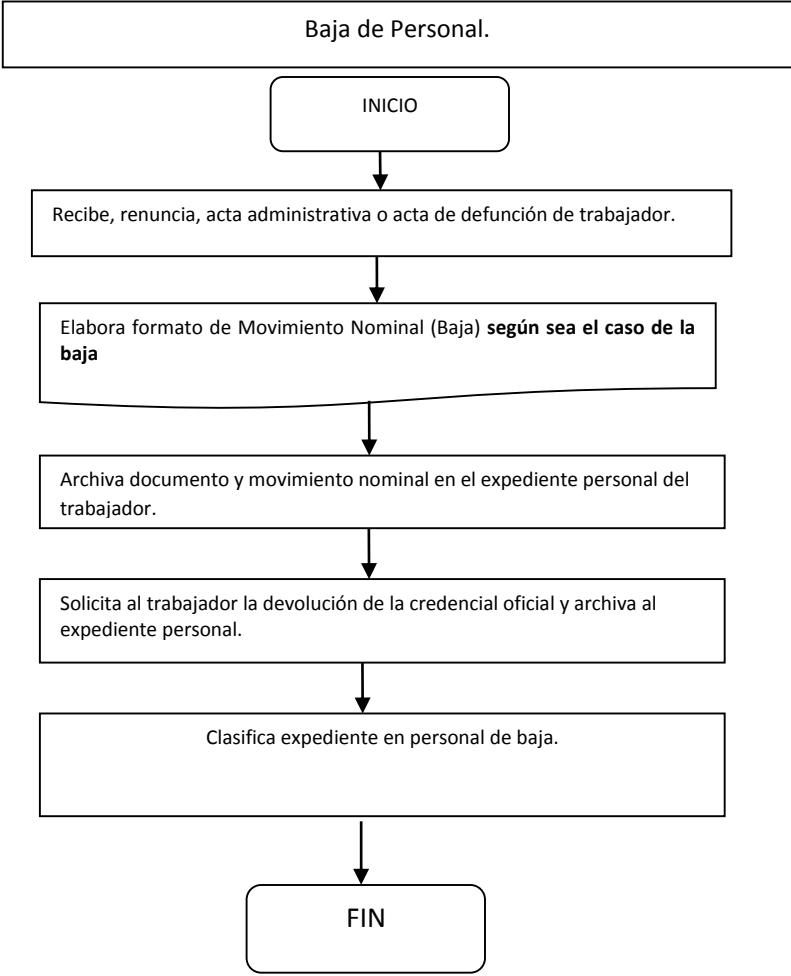 Baja de Personal.
INICIO
Recibe, renuncia, acta administrativa o acta de defunción de trabajador.
Elabora formato de Movimiento Nominal (Baja) según sea el caso de la
baja
Archiva documento y movimiento nominal en el expediente personal del
trabajador.
Solicita al trabajador la devolución de la credencial oficial y archiva al
expediente personal.
Clasifica expediente en personal de baja.
FIN